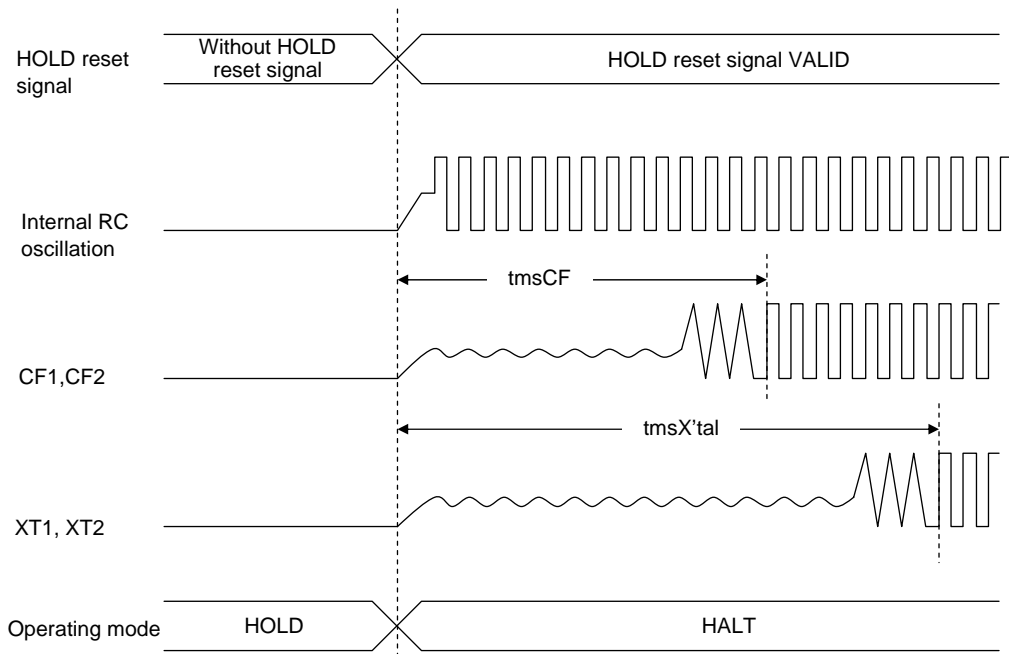 HOLD reset
signal
Without HOLD
reset signal
HOLD reset signal VALID
Internal RC
oscillation
tmsCF
CF1,CF2
tmsX’tal
XT1, XT2
Operating mode
HOLD
HALT